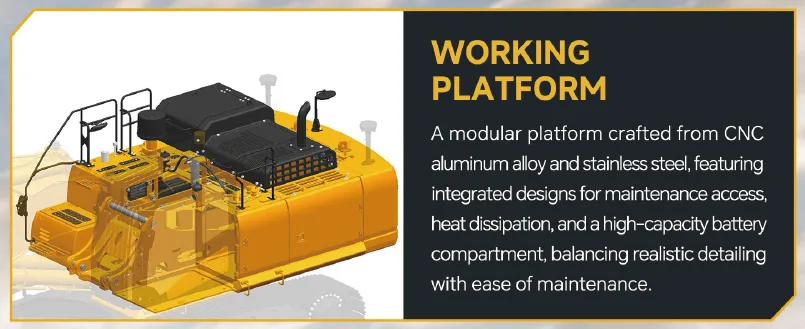 WORKING
PLATFORM
A modular platform crafted from CNC
aluminum alloy and stainless steel, featuring
integrated designs for maintenance access,
heat dissipation, and a high-capacity battery
compartment, balancing realistic detailing
with ease of maintenance.